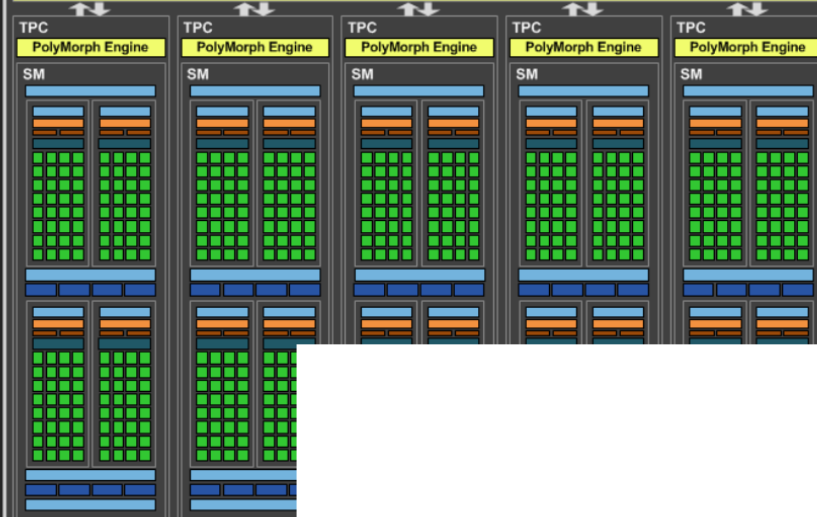 TPC TPC TPC TPC TPC
PolyMorph Engine PolyMorph Engine PolyMorph Engine PolyMorph Engine PolyMorph Engine
SM SM SM SM SM